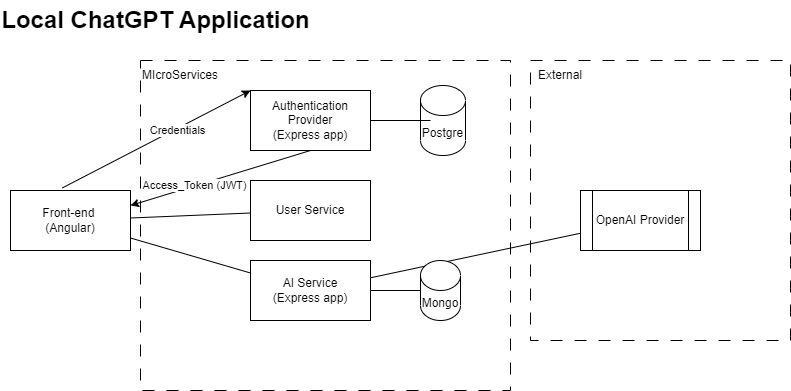 Local ChatGPT Application
MIcroServices
External
Authentication
Provider
(Express app)
Postgre
Credentials
Access_Token (JWT)
Front-end
(Angular)
User Service
OpenAI Provider
AI Service
(Express app)
Mongo